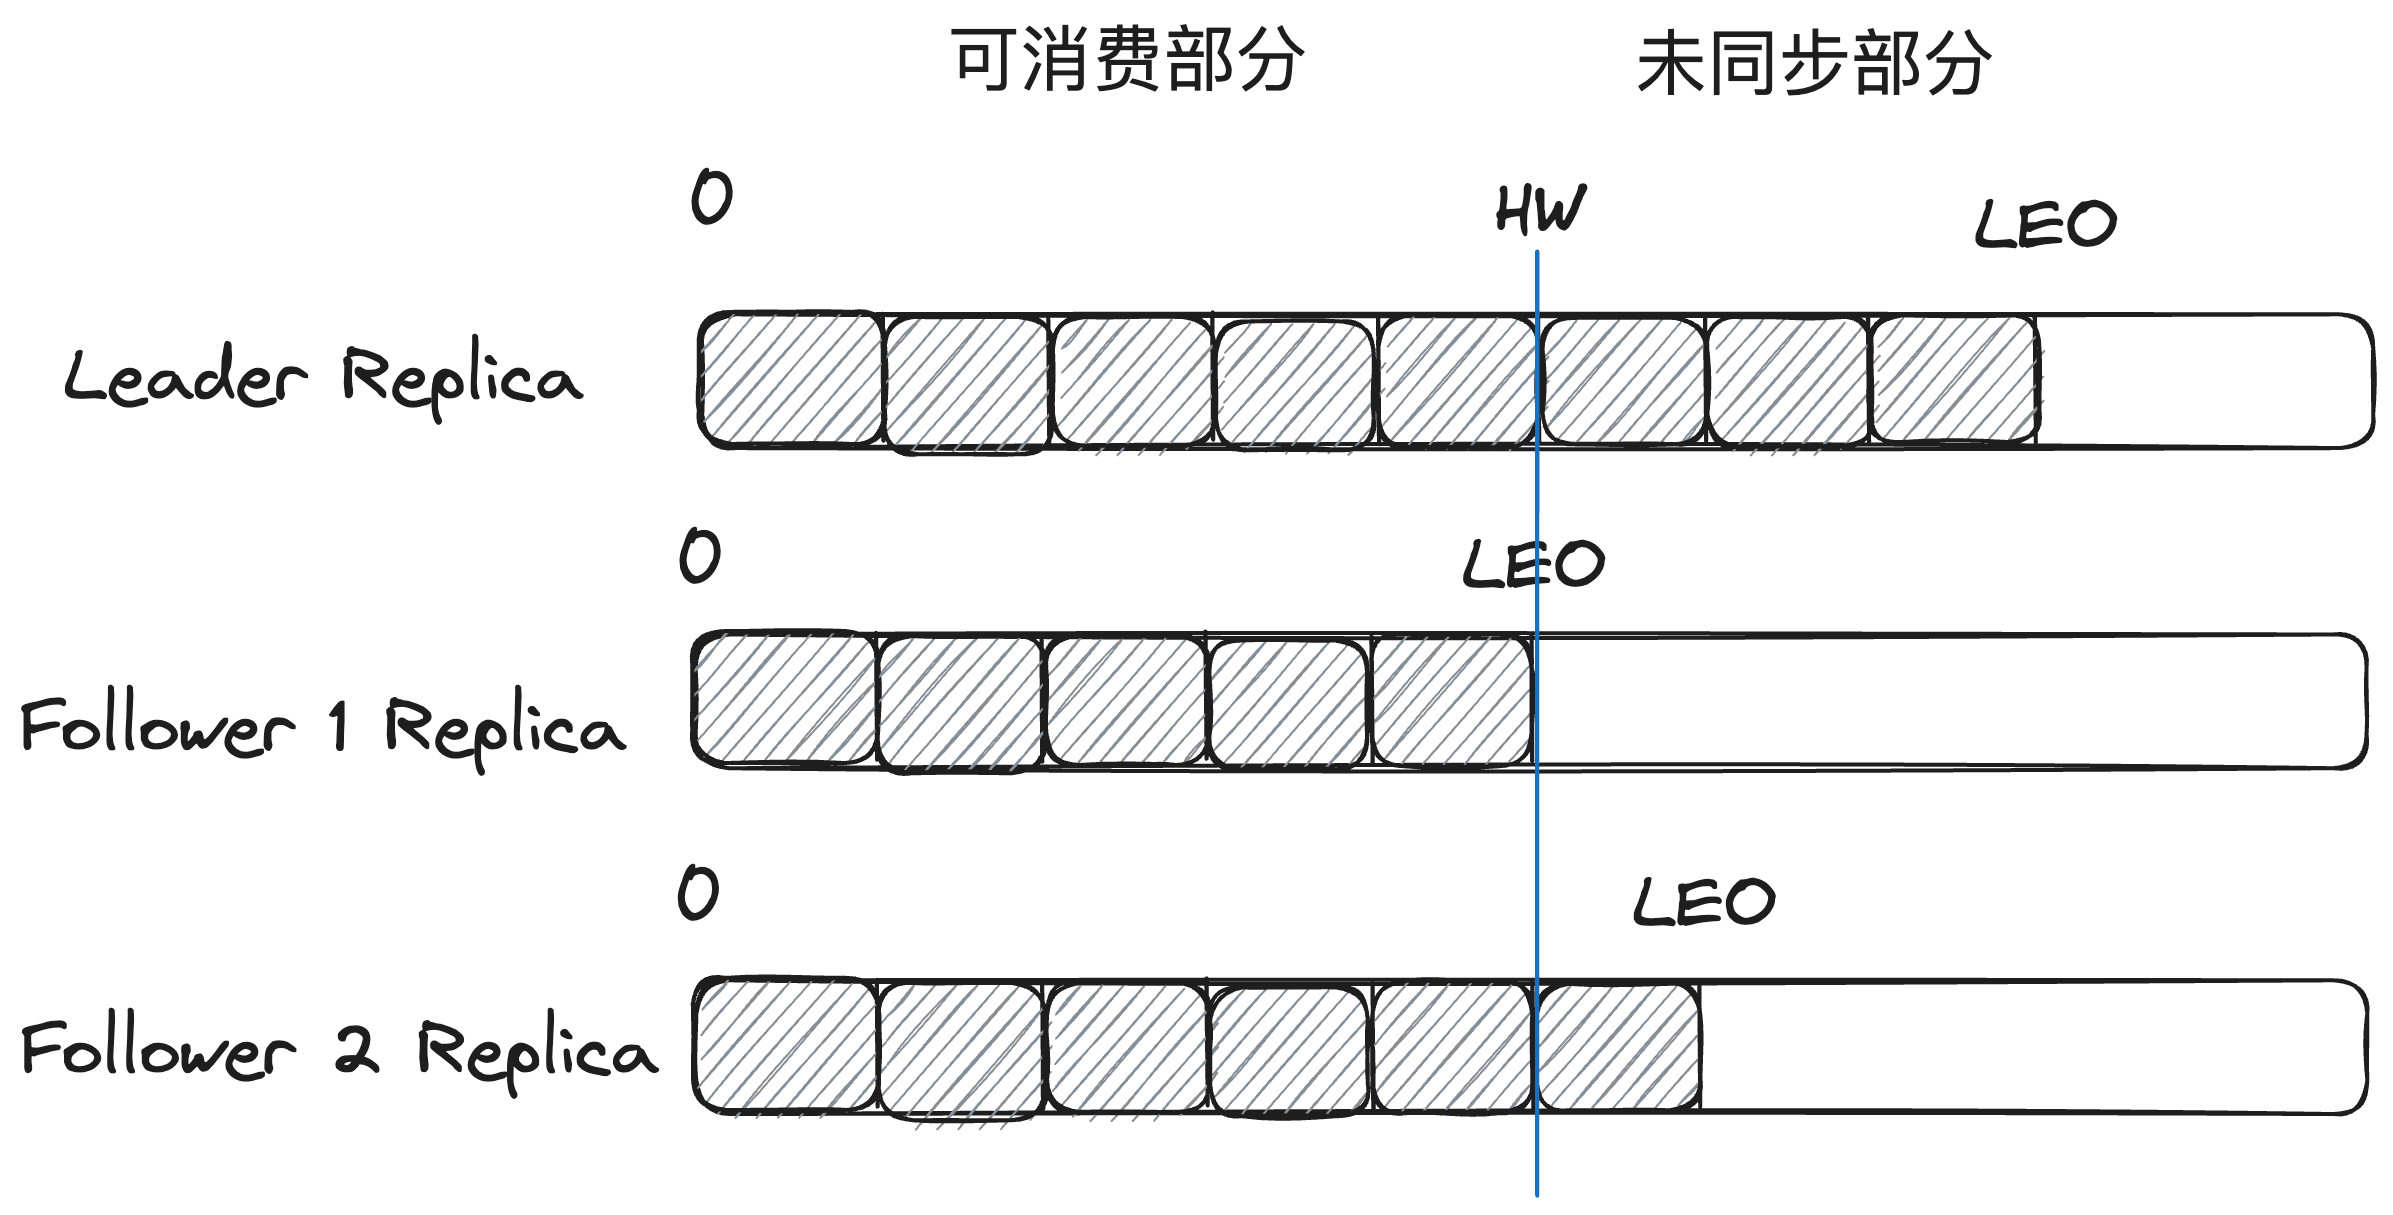 可消费部分
未同步部分
0
HW
LEO
Leader Replica
0
LEO
Follower 1 Replica
0
LEO
Follower 2 Replica